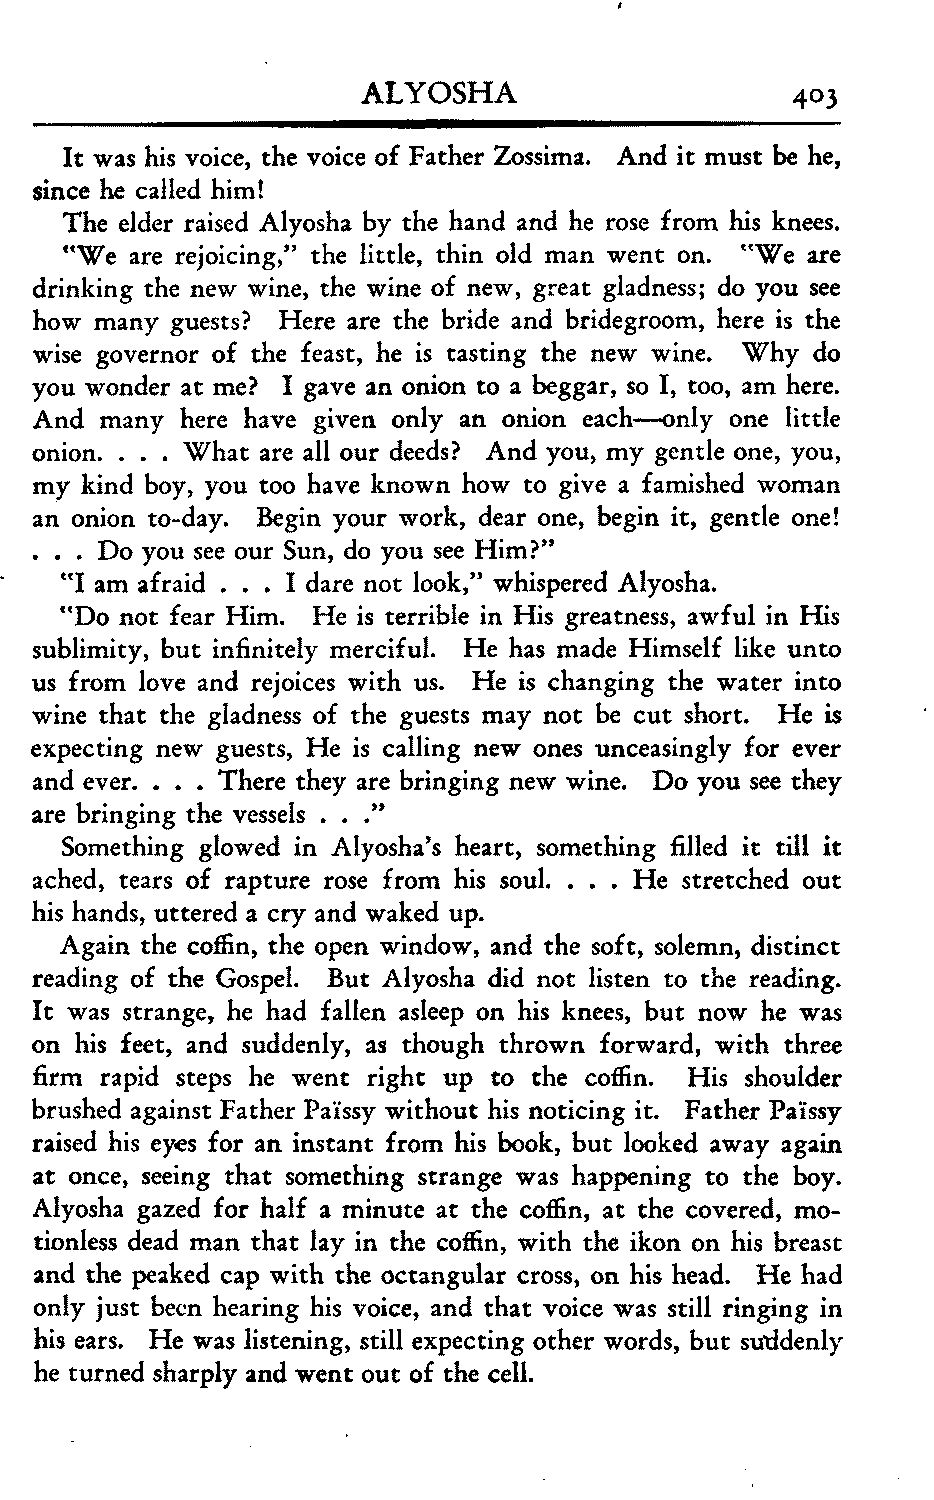 ALYOSHA 403
It was his voice, the voice of Father Zossima. And it must be he,
since he called him!
The elder raised Alyosha by the hand and he rose from his knees.
"We are rejoicing," the little, thin old man went on. "We are
drinking the new wine, the wine of new, great gladness; do you see
how many guests? Here are the bride and bridegroom, here is the
wise governor of the feast, he is tasting the new wine. Why do
you wonder at me? I gave an onion to a beggar, so I, too, am here.
And many here have given only an onion each—only one little
onion. . . . What are all our deeds? And you, my gentle one, you,
my kind boy, you too have known how to give a famished woman
an onion to-day. Begin your work, dear one, begin it, gentle one!
. . . Do you see our Sun, do you see Him?"
"I am afraid . . . I dare not look," whispered Alyosha.
"Do not fear Him. He is terrible in His greatness, awful in His
sublimity, but infinitely merciful. He has made Himself like unto
us from love and rejoices with us. He is changing the water into
wine that the gladness of the guests may not be cut short. He is
expecting new guests, He is calling new ones unceasingly for ever
and ever. . . . There they are bringing new wine. Do you see they
are bringing the vessels . . ."
Something glowed in Alyosha's heart, something filled it till it
ached, tears of rapture rose from his soul. . . . He stretched out
his hands, uttered a cry and waked up.
Again the coffin, the open window, and the soft, solemn, distinct
reading of the Gospel. But Alyosha did not listen to the reading.
It was strange, he had fallen asleep on his knees, but now he was
on his feet, and suddenly, as though thrown forward, with three
firm rapid steps he went right up to the coffin. His shoulder
brushed against Father Païssy without his noticing it. Father Païssy
raised his eyes for an instant from his book, but looked away again
at once, seeing that something strange was happening to the boy.
Alyosha gazed for half a minute at the coffin, at the covered, mo-
tionless dead man that lay in the coffin, with the ikon on his breast
and the peaked cap with the octangular cross, on his head. He had
only just been hearing his voice, and that voice was still ringing in
his ears. He was listening, still expecting other words, but suddenly
he turned sharply and went out of the cell.